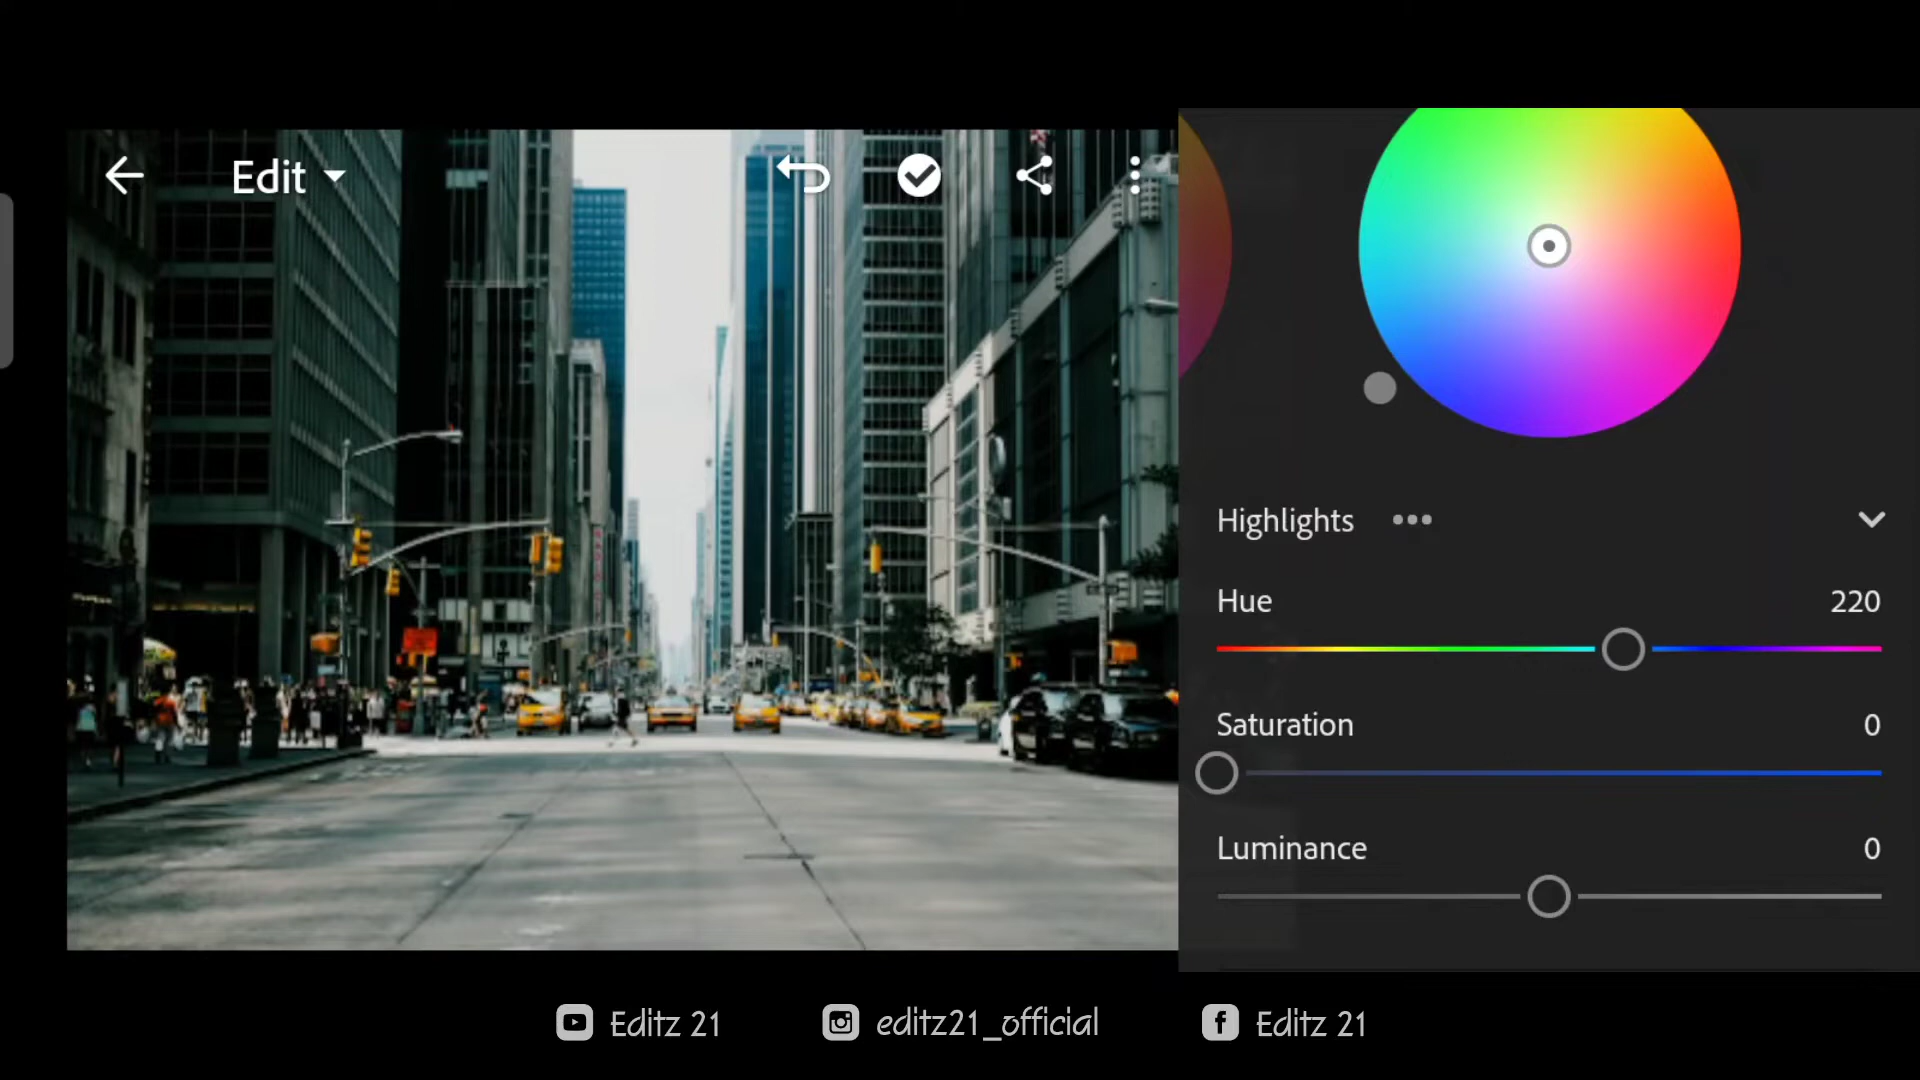 Edit
Highlights
Hue 220
Saturation 0
Luminance 0
Editz 21 editz21_official Editz 21